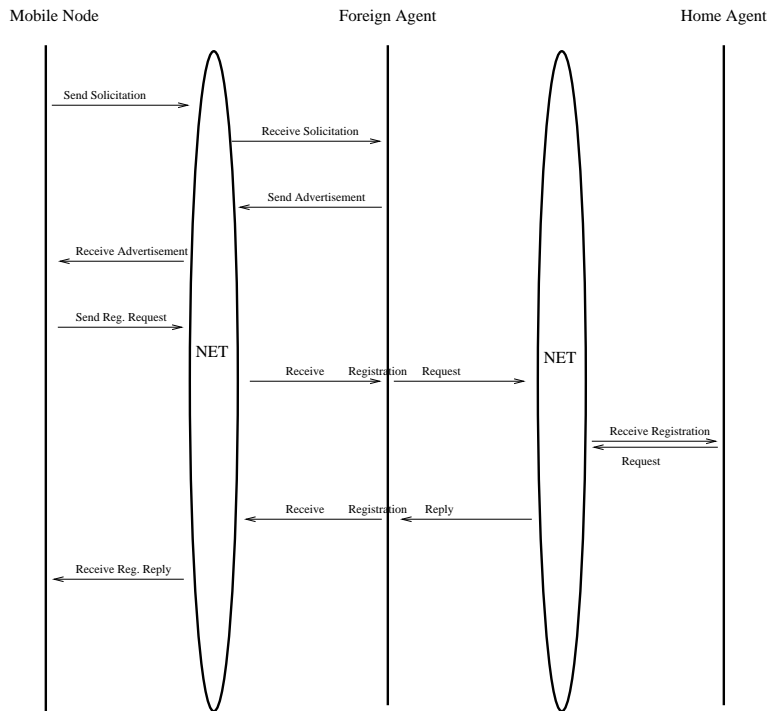 Mobile Node Foreign Agent Home Agent
Send Solicitation
Receive Solicitation
Send Advertisement
Receive Advertisement
Send Reg. Request
NET NET
Receive Registration Request
Receive Registration
Request
Receive Registration Reply
Receive Reg. Reply